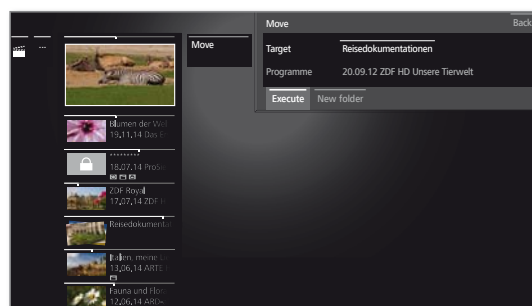 Move
Back
...
Move
Target
Reisedokumentationen
Programme
20.09.12 ZDF HD Unsere Tierwelt
Execute
New folder
Blumen der Wel
19,11,14 Das E
*********
18.07.14 ProSi
ZDF Royal
17,07,14 ZDF H
Reisedokumentat
Italien, meine Li
13,06,14 ARTE
Fauna und Flor
12,06,14 ARD